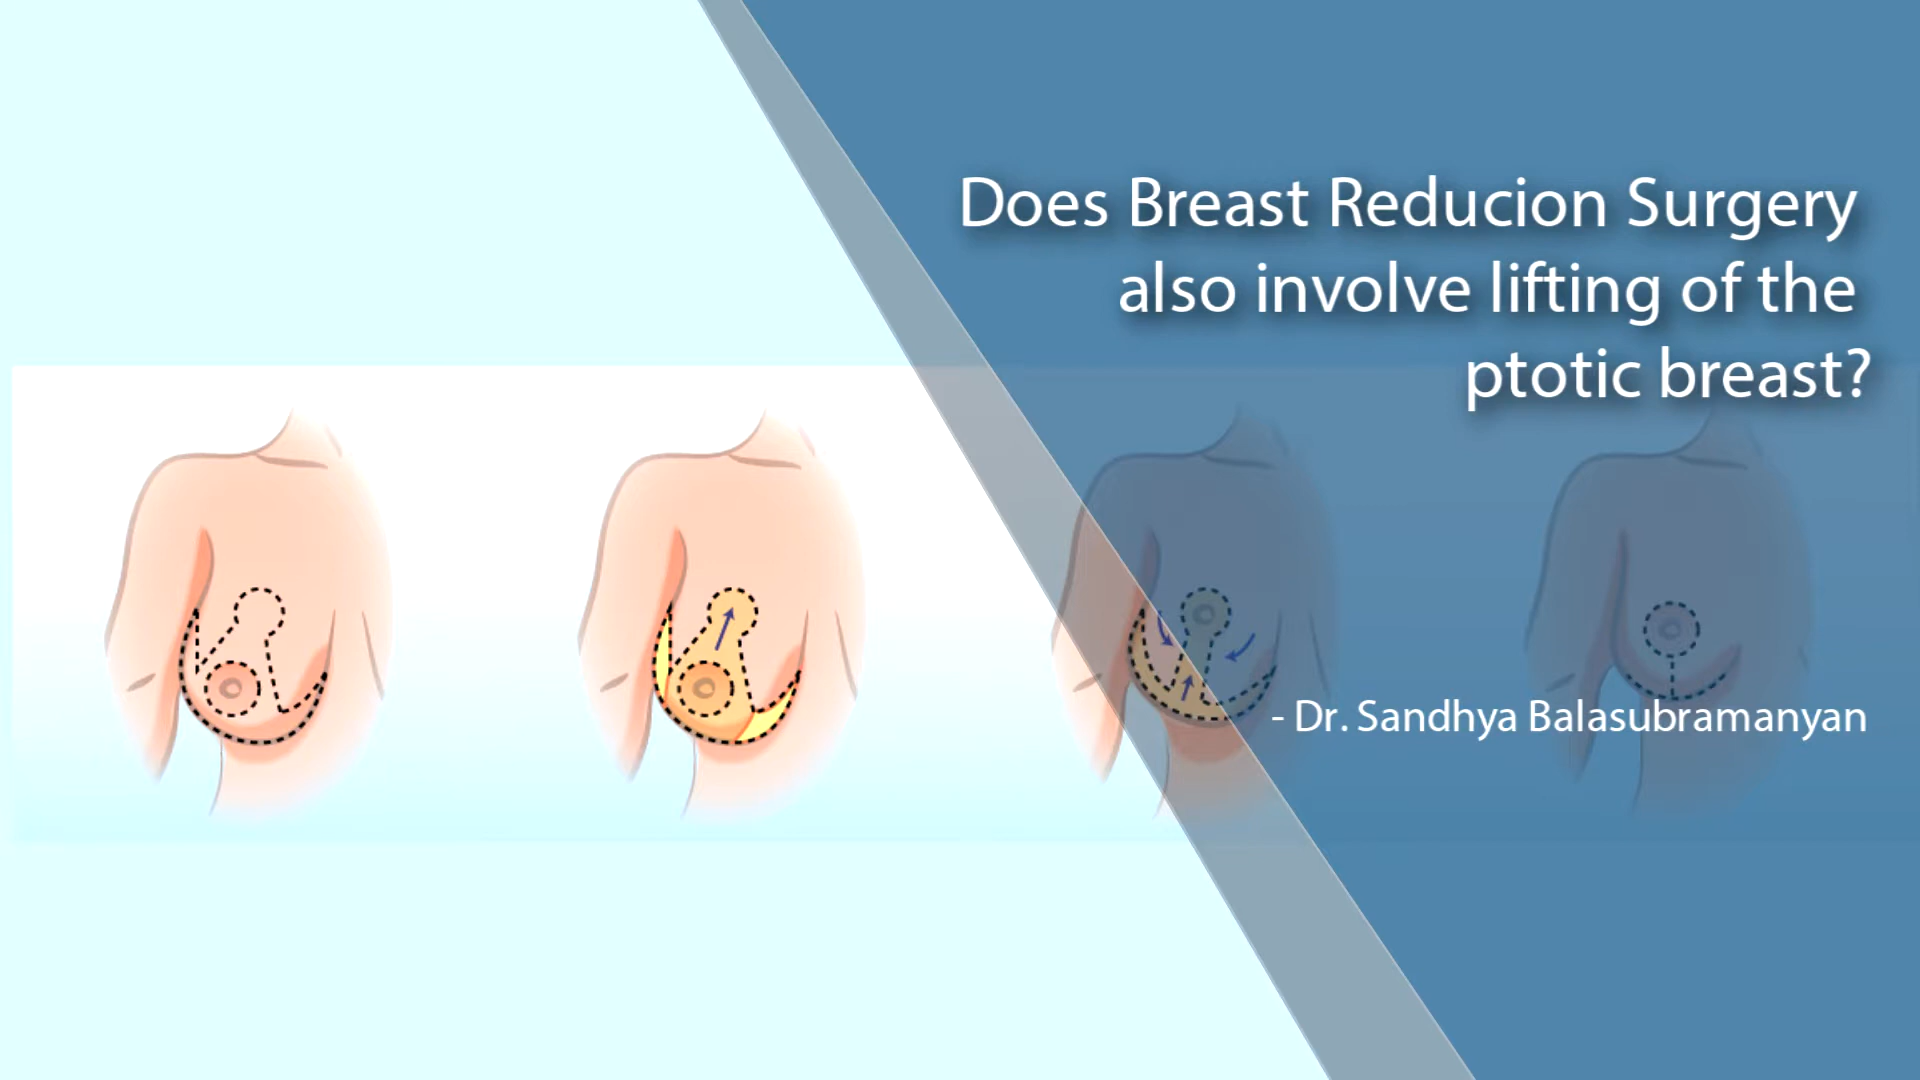 Does Breast Reducion Surgery
also involve lifting of the
ptotic breast?
- Dr. Sandhya Balasubramanyan